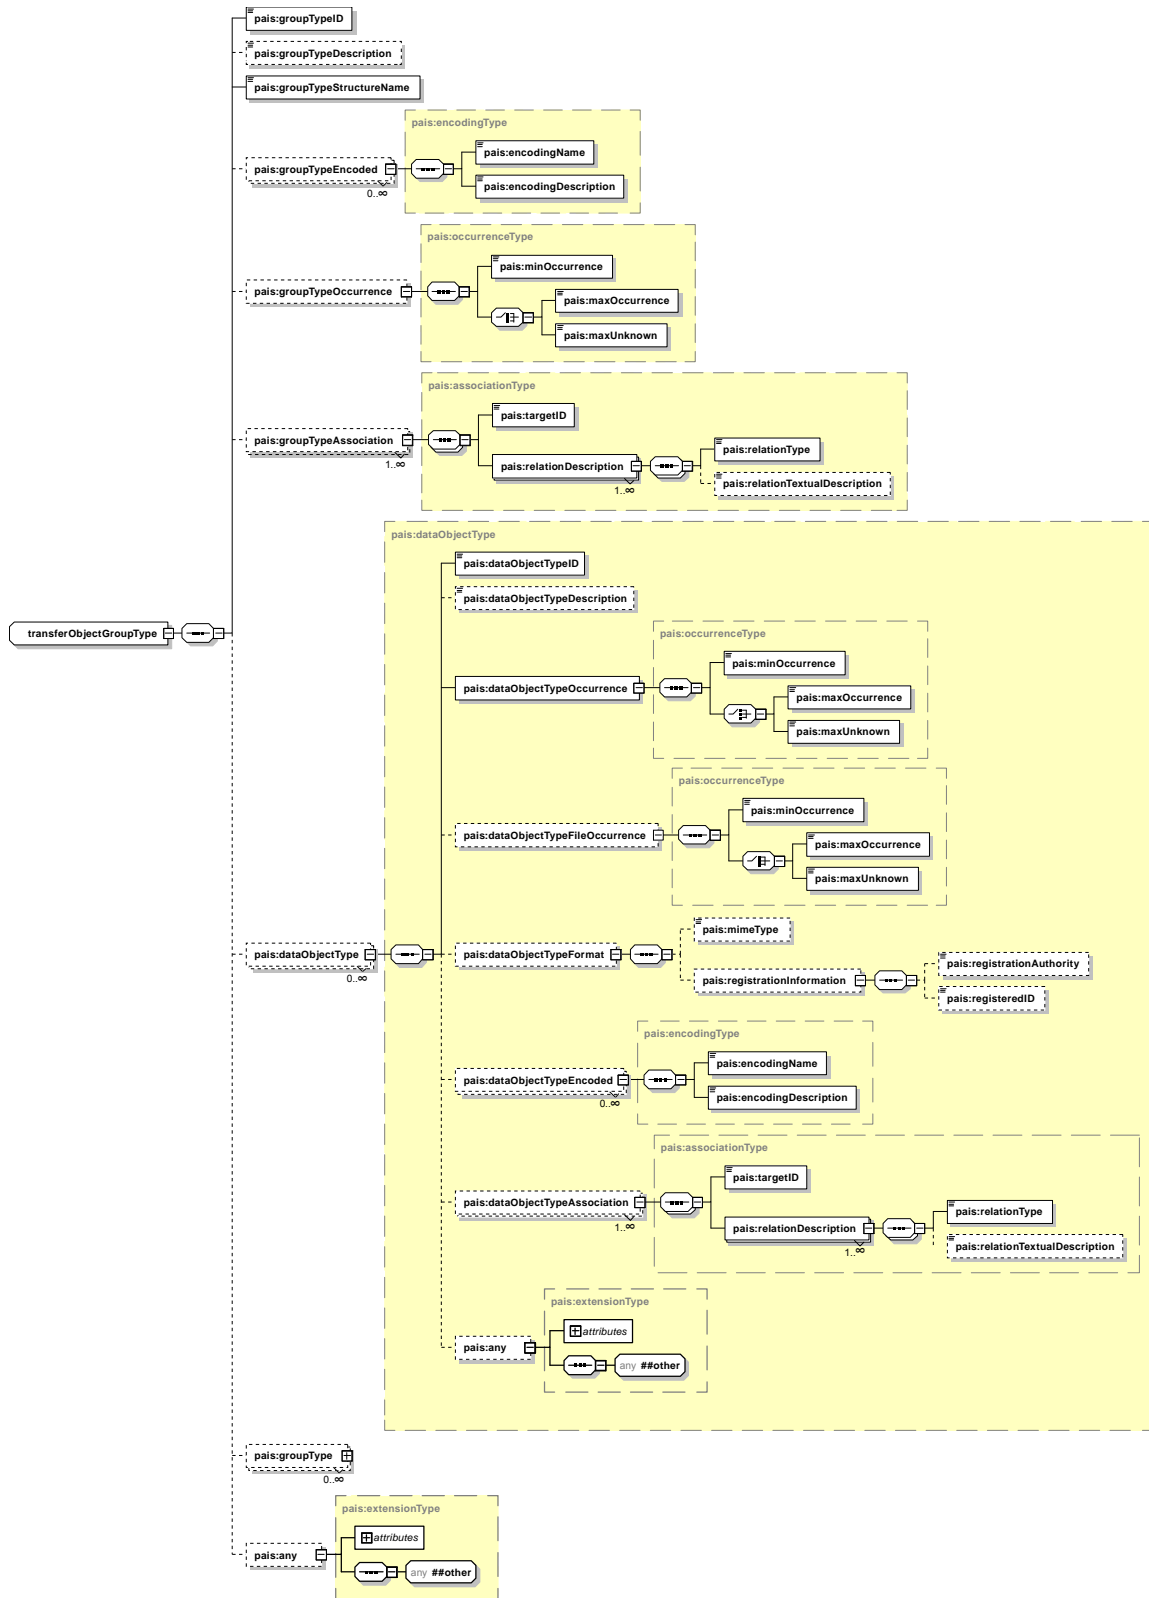 pais:groupTypeID
pais:groupTypeDescription
pais:groupTypeStructureName
pais:encodingType
pais:encodingName
pais:groupTypeEncoded
pais:encodingDescription
0..∞
pais:occurrenceType
pais:minOccurrence
pais:groupTypeOccurrence
pais:maxOccurrence
pais:maxUnknown
pais:associationType
pais:targetID
pais:groupTypeAssociation
pais:relationType
1..∞
pais:relationDescription
pais:relationTextualDescription
1..∞
pais:dataObjectType
pais:dataObjectTypeID
pais:dataObjectTypeDescription
transferObjectGroupType
pais:occurrenceType
pais:minOccurrence
pais:dataObjectTypeOccurrence
pais:maxOccurrence
pais:maxUnknown
pais:occurrenceType
pais:minOccurrence
pais:dataObjectTypeFileOccurrence
pais:maxOccurrence
pais:maxUnknown
pais:mimeType
pais:dataObjectType
0..∞
pais:dataObjectTypeFormat
pais:registrationInformation
pais:registrationAuthority
pais:registeredID
pais:encodingType
pais:encodingName
pais:dataObjectTypeEncoded
0..∞
pais:encodingDescription
pais:associationType
pais:targetID
pais:dataObjectTypeAssociation
1..∞
pais:relationDescription
1..∞
pais:relationType
pais:relationTextualDescription
pais:extensionType
attributes
pais:any
any ##other
pais:groupType
0..∞
pais:extensionType
attributes
pais:any
any ##other